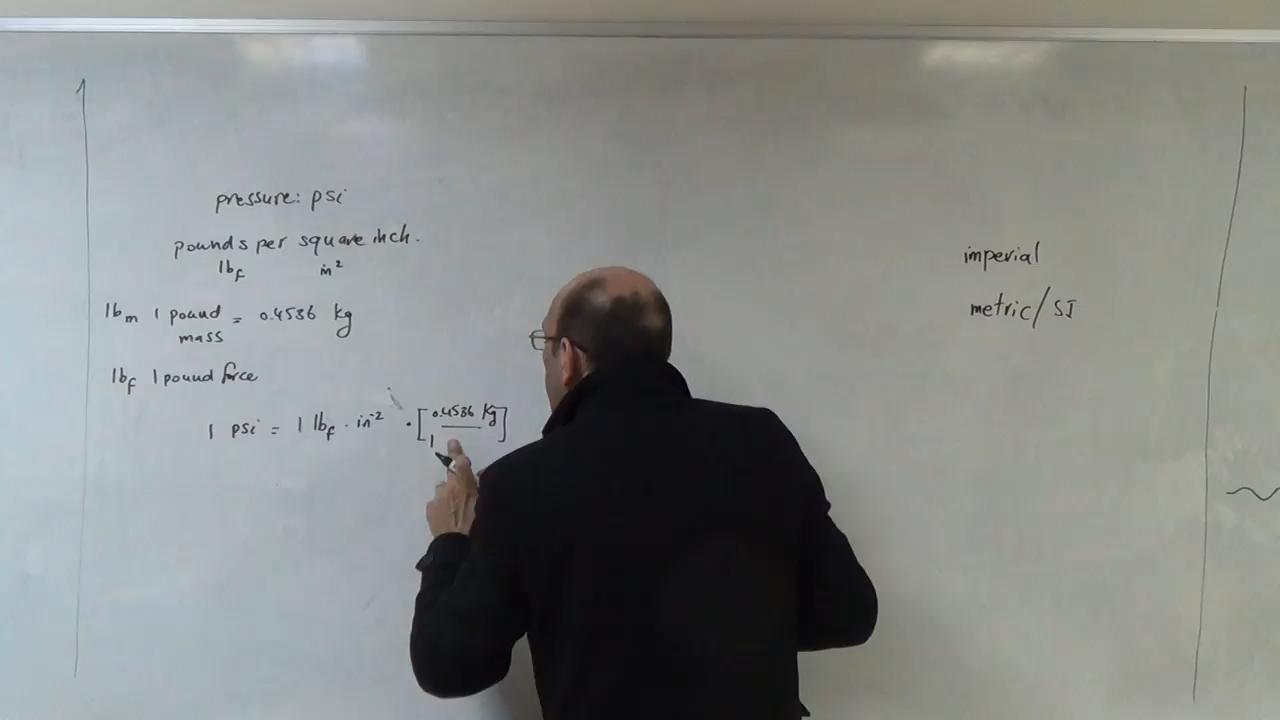 pressure: psi
pounds per square inch.
lbf in²
lbm 1 pound = 0.4536 kg
mass
lbf 1 pound force
1 psi = 1 lbf · in⁻² · [0.4536 kg]
1
imperial
metric/SI